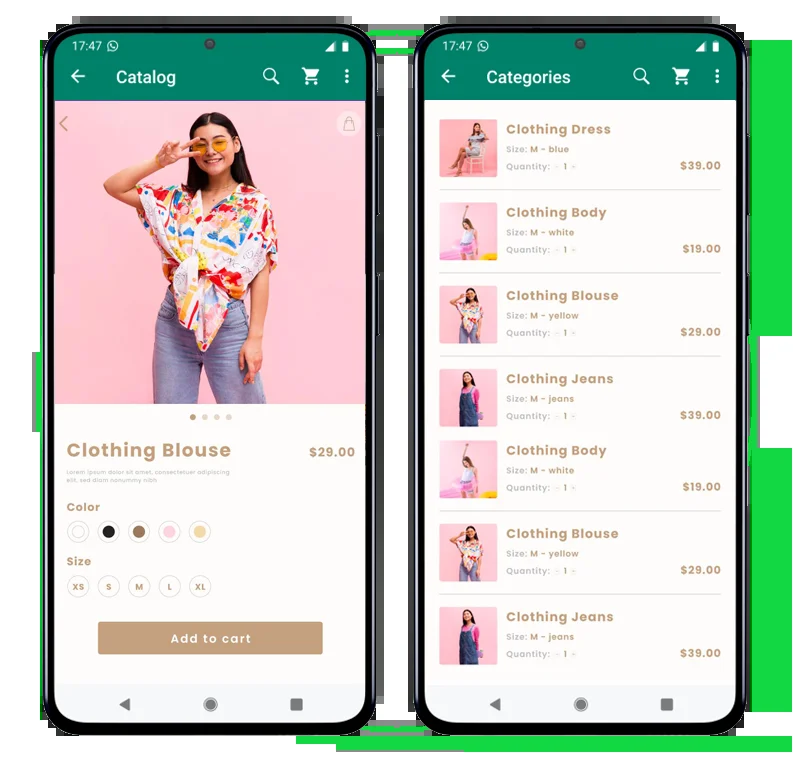 17:47
Catalog
Clothing Blouse
$29.00
Lorem ipsum dolor sit amet, consectetuer adipiscing
elit, sed diam nonummy nibh
Color
Size
XS S M L XL
Add to cart
17:47
Categories
Clothing Dress
Size: M - blue
Quantity: - 1 +
$39.00
Clothing Body
Size: M - white
Quantity: - 1 +
$19.00
Clothing Blouse
Size: M - yellow
Quantity: - 1 +
$29.00
Clothing Jeans
Size: M - jeans
Quantity: - 1 +
$39.00
Clothing Body
Size: M - white
Quantity: - 1 +
$19.00
Clothing Blouse
Size: M - yellow
Quantity: - 1 +
$29.00
Clothing Jeans
Size: M - jeans
Quantity: - 1 +
$39.00